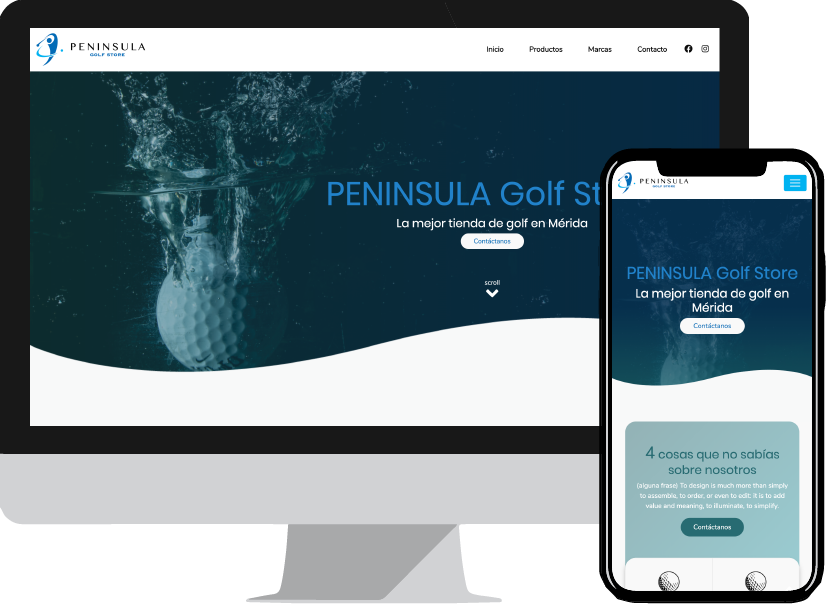 PENINSULA
GOLF STORE
Inicio Productos Marcas Contacto
PENINSULA Golf St
La mejor tienda de golf en Mérida
Contáctanos
scroll
PENINSULA
GOLF STORE
PENINSULA Golf Store
La mejor tienda de golf en
Mérida
Contáctanos
4 cosas que no sabías
sobre nosotros
(alguna frase) To design is much more than simply
to assemble, to order, or even to edit: it is to add
value and meaning, to illuminate, to simplify.
Contáctanos